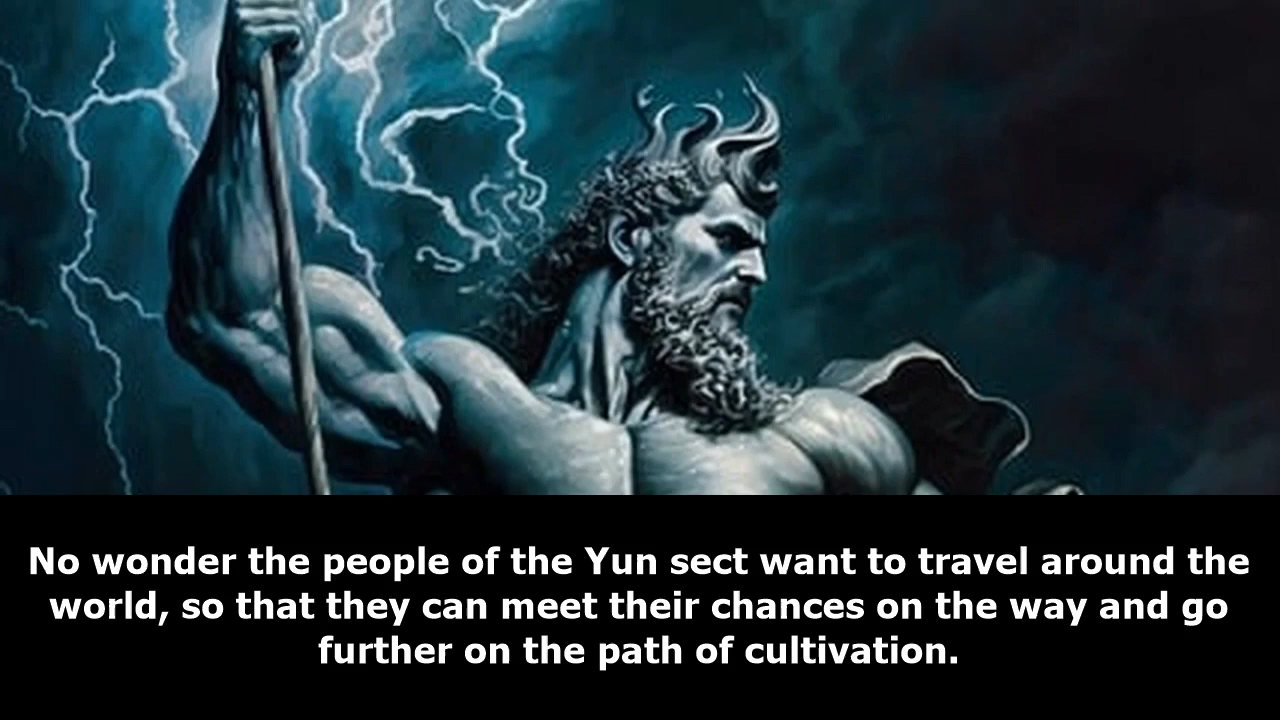 No wonder the people of the Yun sect want to travel around the
world, so that they can meet their chances on the way and go
further on the path of cultivation.